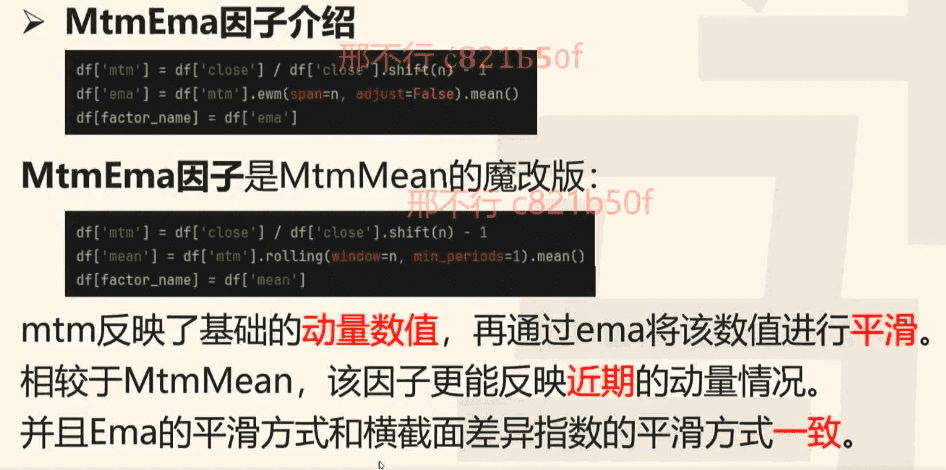 ➢ MtmEma因子介绍
邢不行 c821b50f
df['mtm'] = df['close'] / df['close'].shift(n) - 1
df['ema'] = df['mtm'].ewm(span=n, adjust=False).mean()
df[factor_name] = df['ema']
MtmEma因子是MtmMean的魔改版：
邢不行 c821b50f
df['mtm'] = df['close'] / df['close'].shift(n) - 1
df['mean'] = df['mtm'].rolling(window=n, min_periods=1).mean()
df[factor_name] = df['mean']
mtm反映了基础的动量数值，再通过ema将该数值进行平滑。
相较于MtmMean，该因子更能反映近期的动量情况。
并且Ema的平滑方式和横截面差异指数的平滑方式一致。